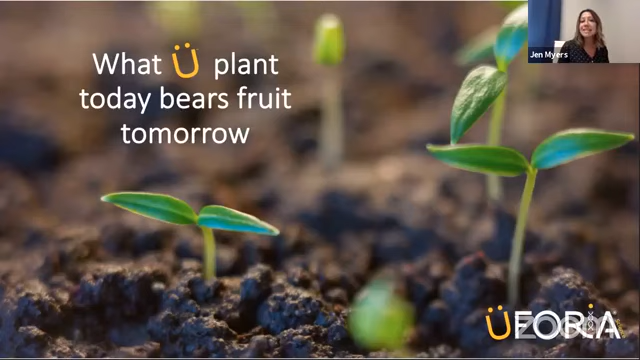 What Ü plant
today bears fruit
tomorrow
Jen Myers
ÜFORIA